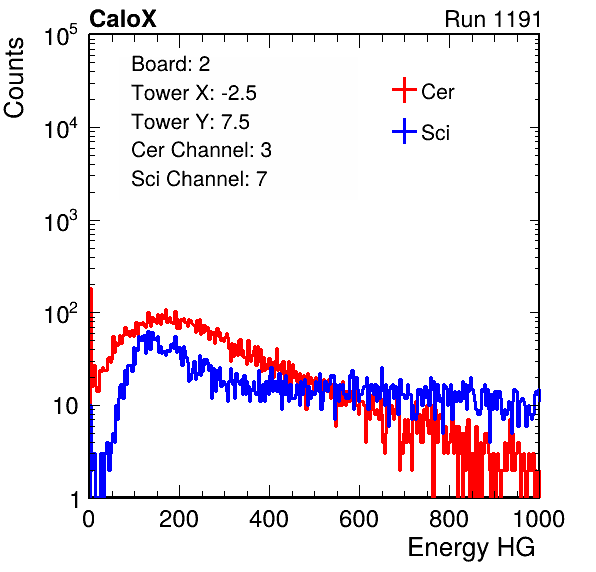 CaloX Run 1191
Counts
10^5
10^4
10^3
10^2
10
1
Board: 2
Tower X: -2.5
Tower Y: 7.5
Cer Channel: 3
Sci Channel: 7
Cer
Sci
0 200 400 600 800 1000
Energy HG